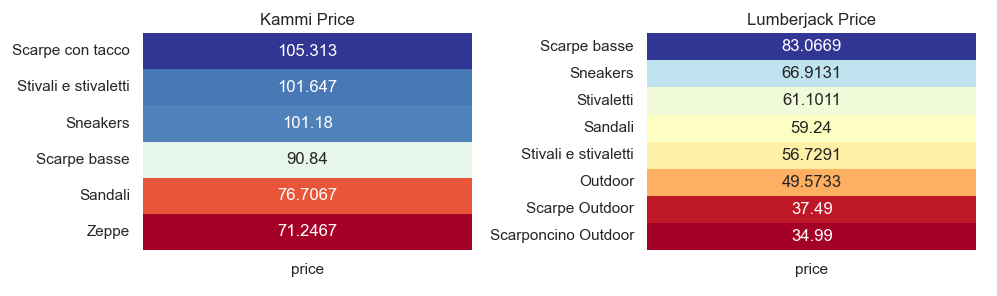 Kammi Price
Scarpe con tacco 105.313
Stivali e stivaletti 101.647
Sneakers 101.18
Scarpe basse 90.84
Sandali 76.7067
Zeppe 71.2467
price
Lumberjack Price
Scarpe basse 83.0669
Sneakers 66.9131
Stivaletti 61.1011
Sandali 59.24
Stivali e stivaletti 56.7291
Outdoor 49.5733
Scarpe Outdoor 37.49
Scarponcino Outdoor 34.99
price